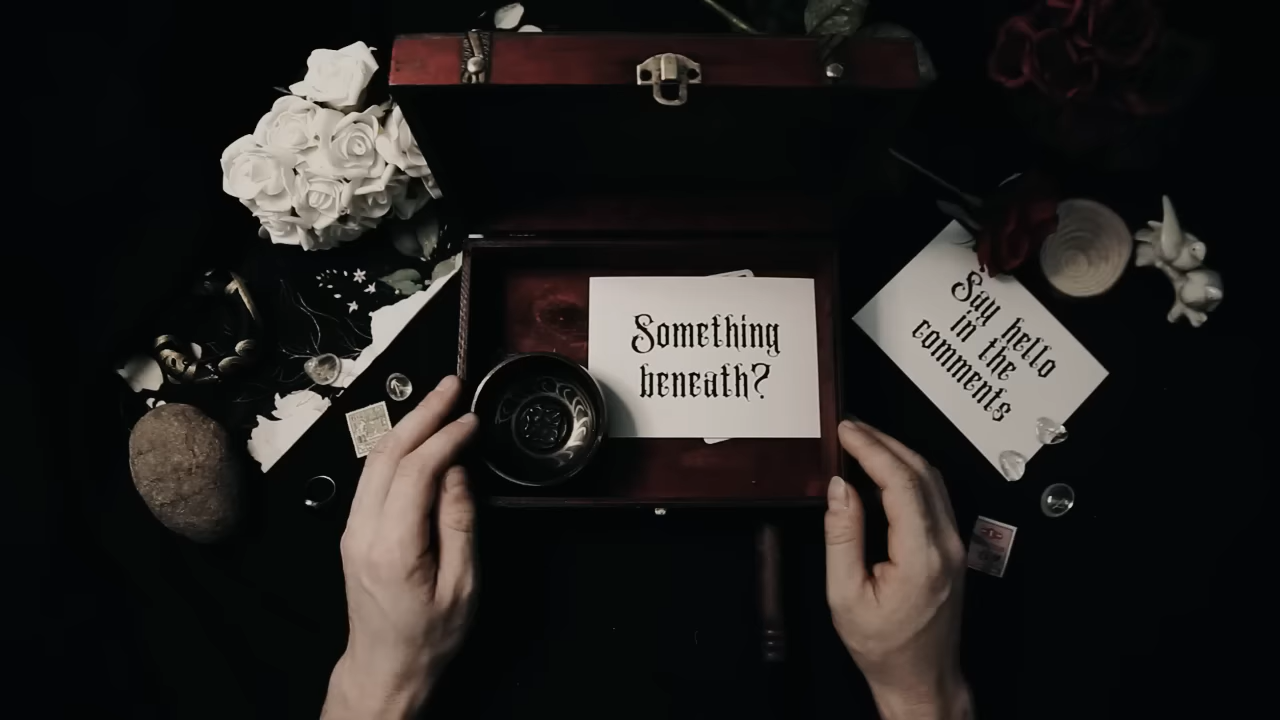 Something
beneath?
Say hello
in the
comments